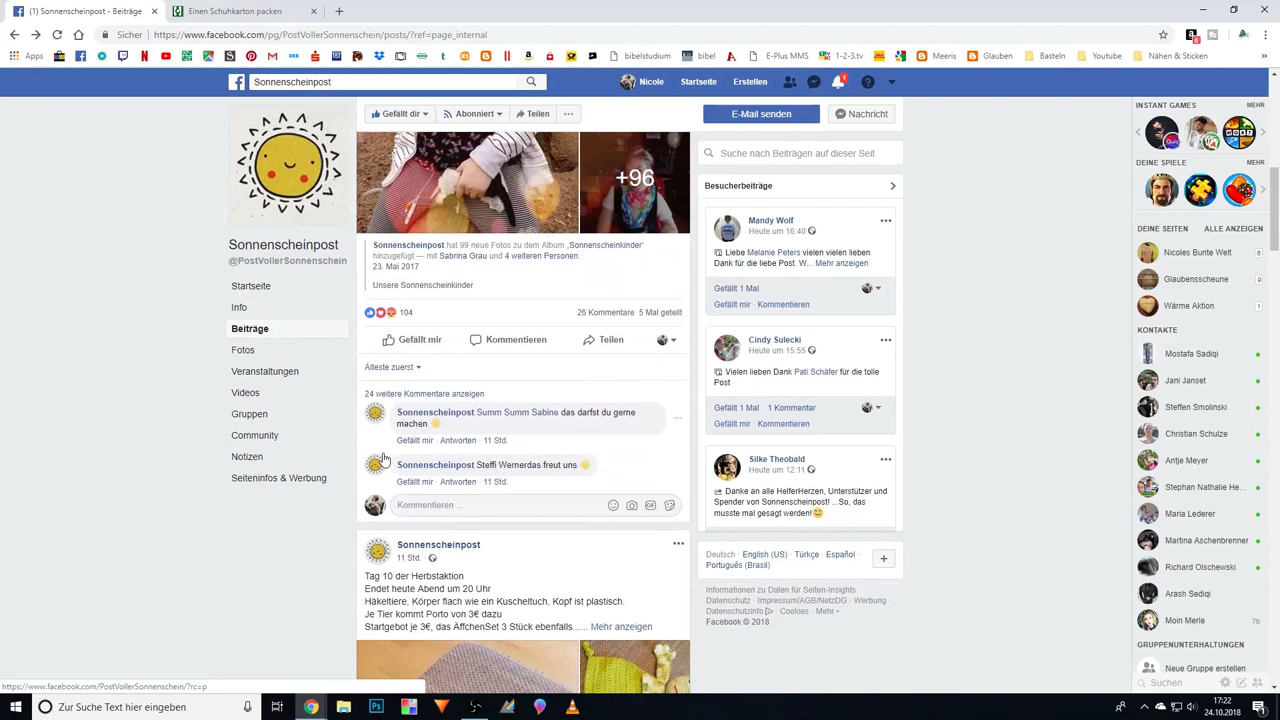 (1) Sonnenscheinpost - Beiträge
Einen Schuhkarton packen
Sicher
https://www.facebook.com/pg/PostVollerSonnenschein/posts/?ref=page_internal
Apps
bibelstudium
bibel
E-Plus MMS
1-2-3.tv
Meeris
Glauben
Basteln
Youtube
Nähen & Sticken
Sonnenscheinpost
Nicole
Startseite
Erstellen
1
Sonnenscheinpost
@PostVollerSonnenschein
Startseite
Info
Beiträge
Fotos
Veranstaltungen
Videos
Gruppen
Community
Notizen
Seiteninfos & Werbung
Gefällt dir
Abonniert
Teilen
+96
Sonnenscheinpost hat 99 neue Fotos zu dem Album „Sonnenscheinkinder“
hinzugefügt — mit Sabrina Grau und 4 weiteren Personen.
23. Mai 2017
Unsere Sonnenscheinkinder
104
26 Kommentare 5 Mal geteilt
Gefällt mir
Kommentieren
Teilen
Älteste zuerst
24 weitere Kommentare anzeigen
Sonnenscheinpost Summ Summ Sabine das darfst du gerne
machen
Gefällt mir · Antworten · 11 Std.
Sonnenscheinpost Steffi Wernerdas freut uns
Gefällt mir · Antworten · 11 Std.
Kommentieren ...
Sonnenscheinpost
11 Std. ·
Tag 10 der Herbstaktion
Endet heute Abend um 20 Uhr
Häkeltiere, Körper flach wie ein Kuscheltuch, Kopf ist plastisch.
Je Tier kommt Porto von 3€ dazu
Startgebot je 3€, das ÄffchenSet 3 Stück ebenfalls...... Mehr anzeigen
E-Mail senden
Nachricht
Suche nach Beiträgen auf dieser Seit
Besucherbeiträge
Mandy Wolf
Heute um 16:40
Liebe Melanie Peters vielen vielen lieben
Dank für die liebe Post. W... Mehr anzeigen
Gefällt 1 Mal
Gefällt mir · Kommentieren
Cindy Sulecki
Heute um 15:55
Vielen lieben Dank Pati Schäfer für die tolle
Post
Gefällt 1 Mal 1 Kommentar
Gefällt mir · Kommentieren
Silke Theobald
Heute um 12:11
Danke an alle HelferHerzen, Unterstützer und
Spender von Sonnenscheinpost! ...So, das
musste mal gesagt werden!
Deutsch · English (US) · Türkçe · Español ·
Português (Brasil)
Informationen zu Daten für Seiten-Insights
Datenschutz · Impressum/AGB/NetzDG · Werbung ·
Datenschutzinfo · Cookies · Mehr
Facebook © 2018
INSTANT GAMES
MEHR
DEINE SPIELE
MEHR
DEINE SEITEN
ALLE ANZEIGEN
Nicoles Bunte Welt 6
Glaubensscheune 9
Wärme Aktion 1
KONTAKTE
Mostafa Sadiqi
Jani Janset
Steffen Smolinski
Christian Schulze
Antje Meyer
Stephan Nathalie He...
Maria Lederer
Martina Aschenbrenner
Richard Olschewski
Arash Sediqi
Moin Merle 7h
GRUPPENUNTERHALTUNGEN
Neue Gruppe erstellen
Suchen
https://www.facebook.com/PostVollerSonnenschein/?rc=p
Zur Suche Text hier eingeben
17:22
24.10.2018